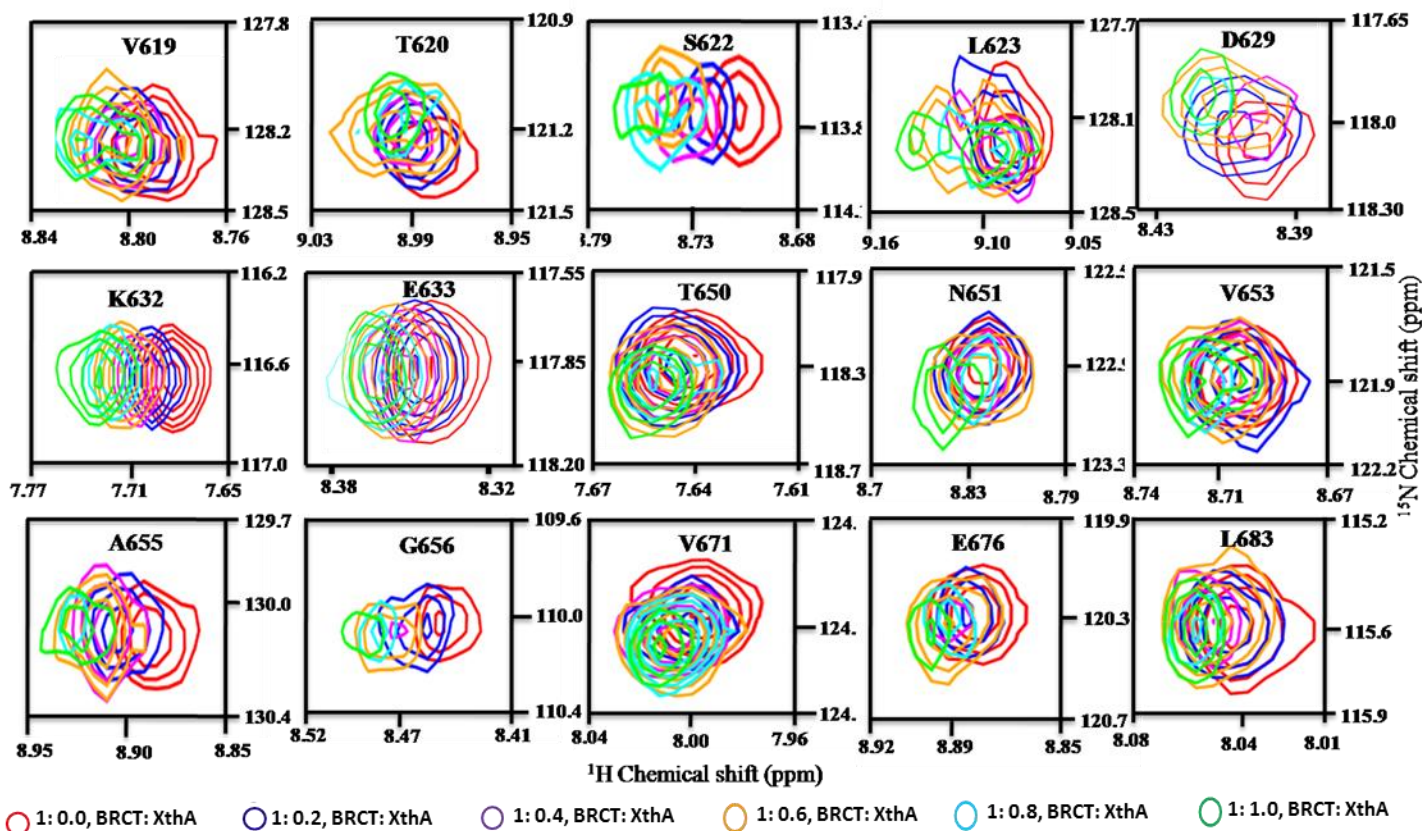 V619
127.8
128.2
128.5
8.84 8.80 8.76
T620
120.9
121.2
121.5
9.03 8.99 8.95
S622
114.
8.79 8.73 8.68
L623
127.7
128.1
128.5
9.16 9.10 9.05
D629
117.65
118.0
118.30
8.43 8.39
K632
116.2
116.6
117.0
7.77 7.71 7.65
E633
117.55
117.85
118.20
8.38 8.32
T650
117.9
118.3
118.7
7.67 7.64 7.61
N651
122.
122.
123.
8.7 8.83 8.79
V653
121.5
121.9
122.2
8.74 8.71 8.67
A655
129.7
130.0
130.4
8.95 8.90 8.85
G656
109.6
110.0
110.4
8.52 8.47 8.41
V671
124.
124.
124.
8.04 8.00 7.96
E676
119.9
120.3
120.7
8.92 8.89 8.85
L683
115.2
115.6
115.9
8.08 8.04 8.01
15N Chemical shift (ppm)
1H Chemical shift (ppm)
1: 0.0, BRCT: XthA
1: 0.2, BRCT: XthA
1: 0.4, BRCT: XthA
1: 0.6, BRCT: XthA
1: 0.8, BRCT: XthA
1: 1.0, BRCT: XthA